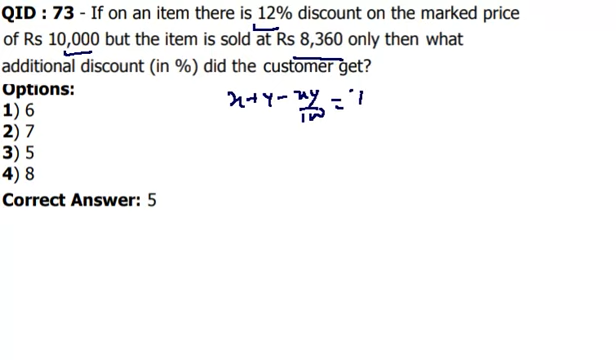 QID : 73 - If on an item there is 12% discount on the marked price
of Rs 10,000 but the item is sold at Rs 8,360 only then what
additional discount (in %) did the customer get?
Options:
1) 6
2) 7
3) 5
4) 8
x+y-xy/100=
Correct Answer: 5